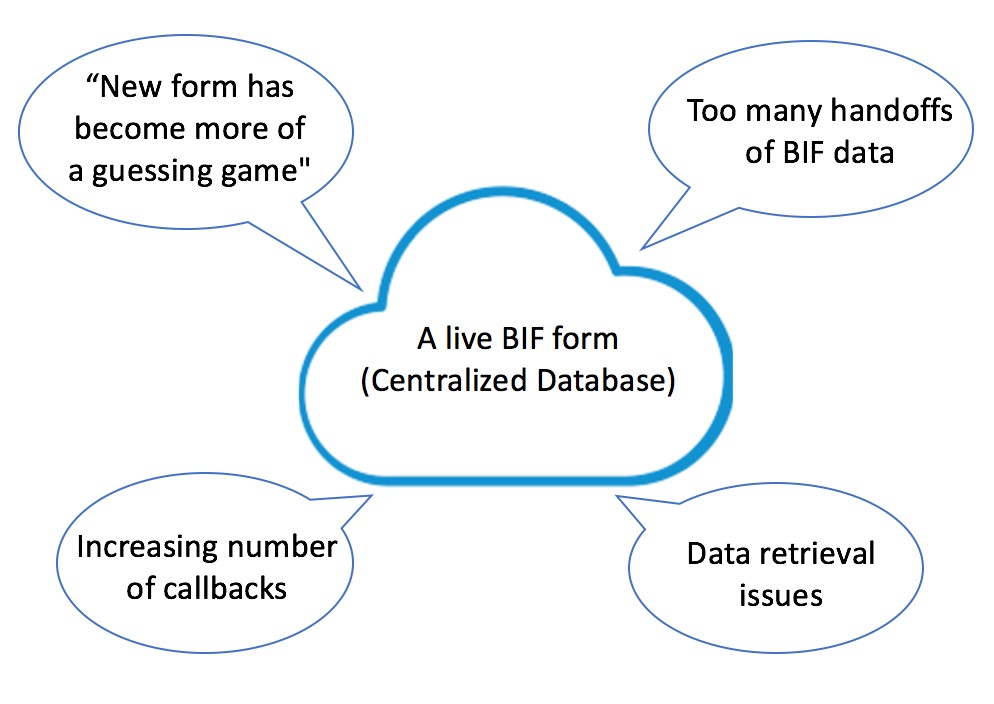 “New form has
become more of
a guessing game"
Too many handoffs
of BIF data
A live BIF form
(Centralized Database)
Increasing number
of callbacks
Data retrieval
issues